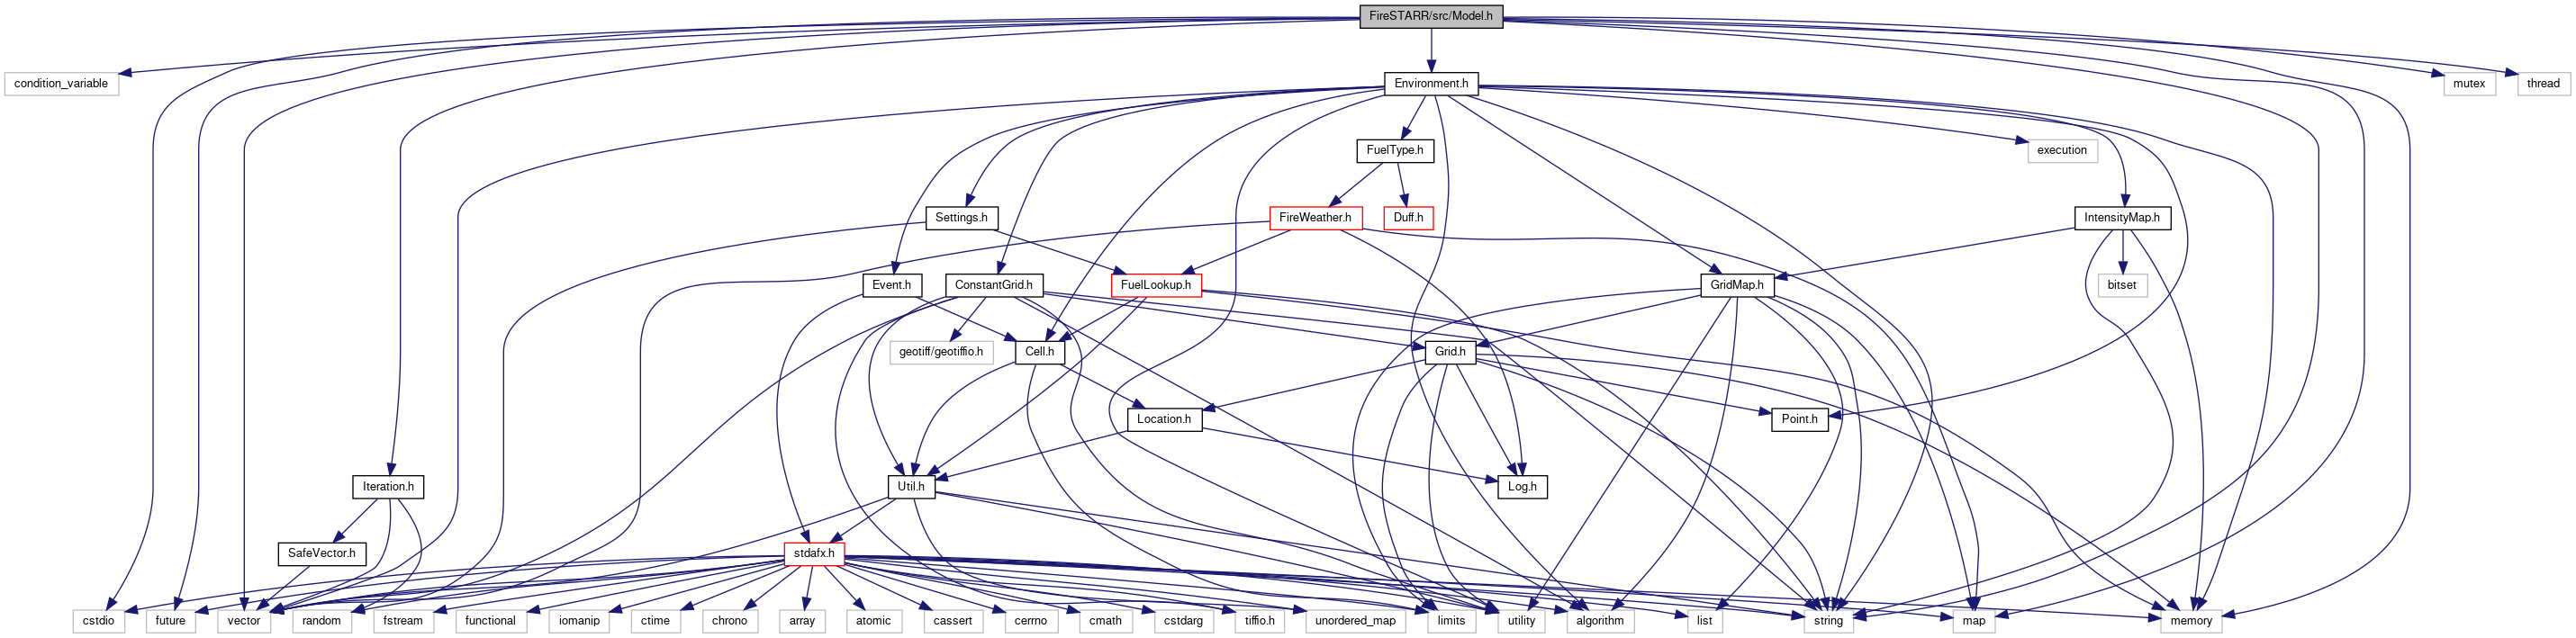 FireSTARR/src/Model.h
condition_variable
Environment.h
mutex
thread
FuelType.h
execution
Settings.h
FireWeather.h
Duff.h
IntensityMap.h
Event.h
ConstantGrid.h
FuelLookup.h
GridMap.h
bitset
geotiff/geotiffio.h
Cell.h
Grid.h
Location.h
Point.h
Iteration.h
Util.h
Log.h
SafeVector.h
stdafx.h
cstdio
future
vector
random
fstream
functional
iomanip
ctime
chrono
array
atomic
cassert
cerrno
cmath
cstdarg
tiffio.h
unordered_map
limits
utility
algorithm
list
string
map
memory